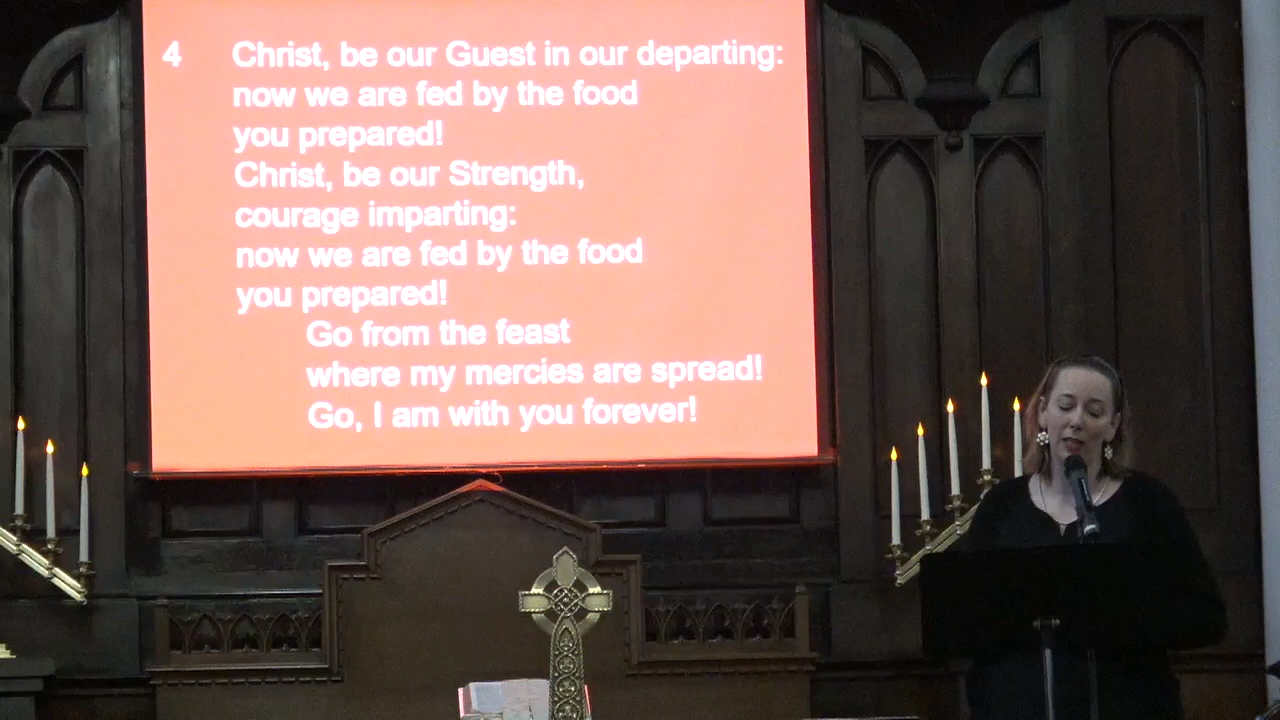 4 Christ, be our Guest in our departing:
now we are fed by the food
you prepared!
Christ, be our Strength,
courage imparting:
now we are fed by the food
you prepared!
Go from the feast
where my mercies are spread!
Go, I am with you forever!